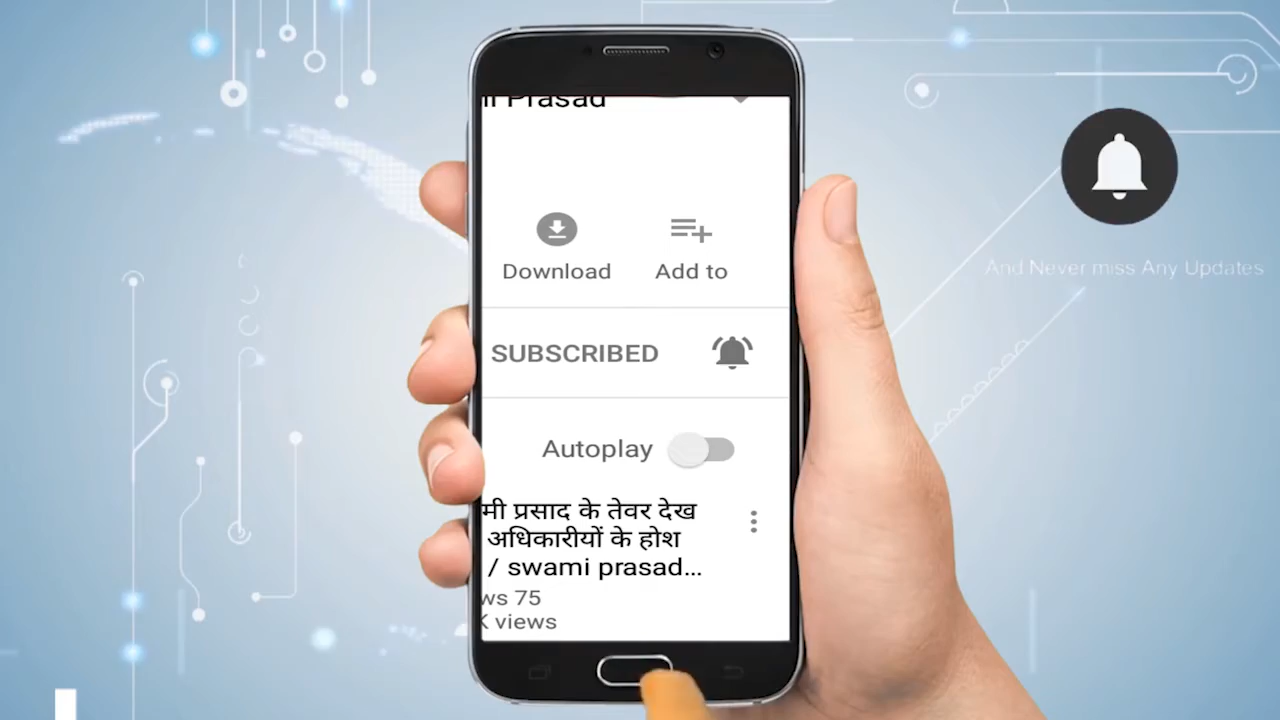 Prasad
Download
Add to
And Never miss Any Updates
SUBSCRIBED
Autoplay
मी प्रसाद के तेवर देख
अधिकारीयों के होश
/ swami prasad...
ws 75
K views